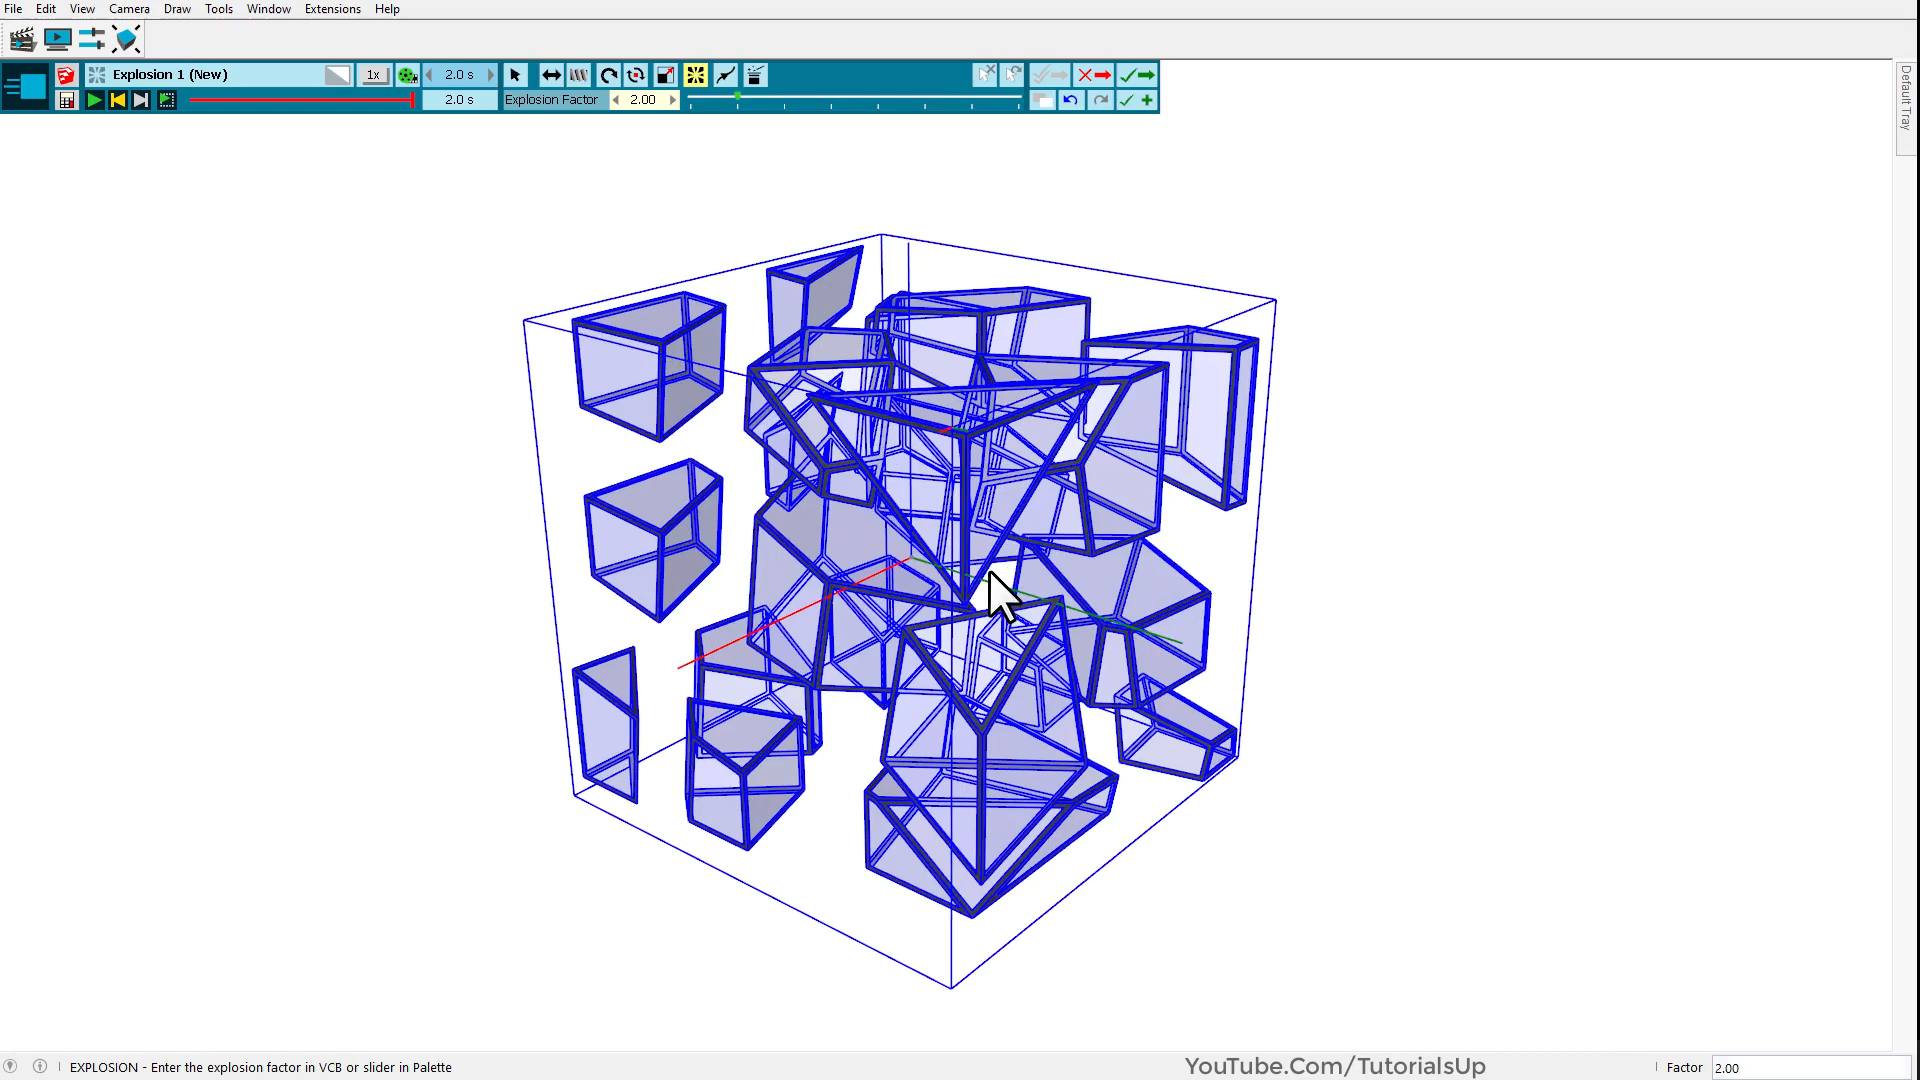 File Edit View Camera Draw Tools Window Extensions Help
Explosion 1 (New) 1x 2.0 s
2.0 s Explosion Factor 2.00
Default Tray
EXPLOSION - Enter the explosion factor in VCB or slider in Palette YouTube.Com/TutorialsUp Factor 2.00